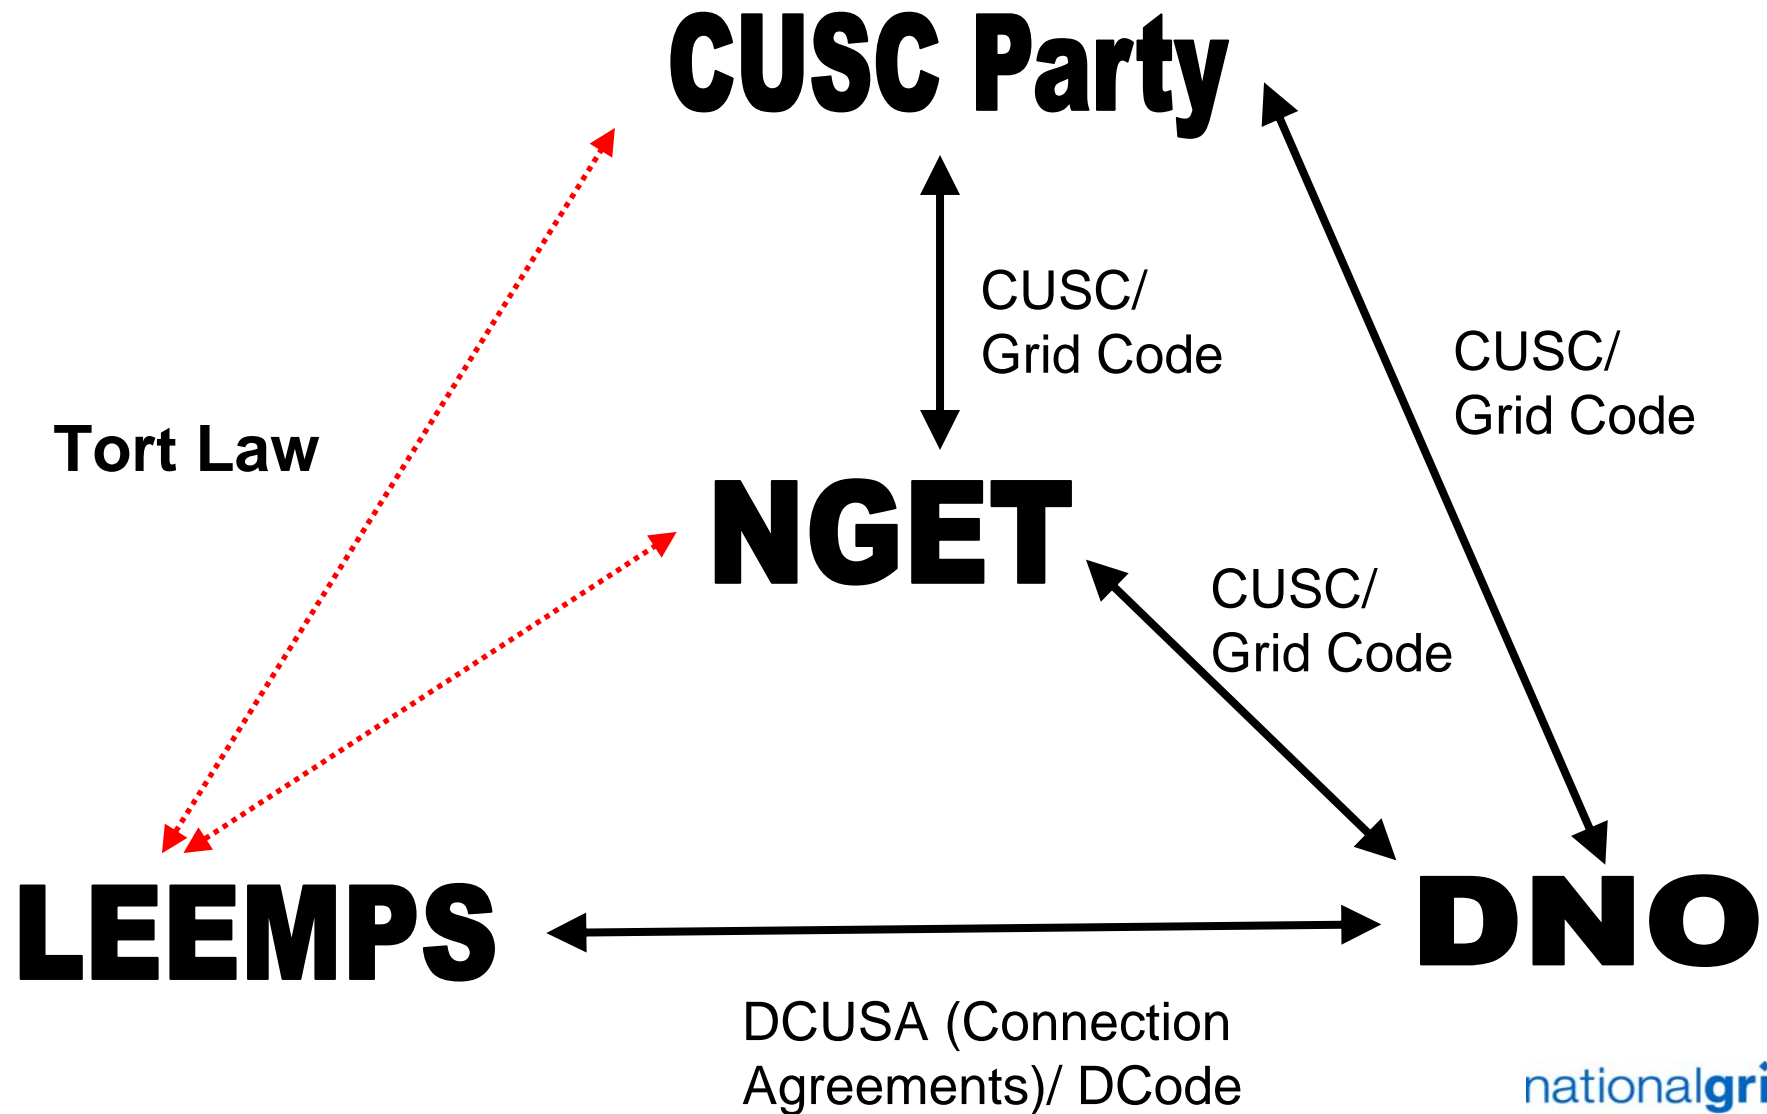 CUSC Party
CUSC/
Grid Code
CUSC/
Grid Code
Tort Law
NGET
CUSC/
Grid Code
LEEMPS
DNO
DCUSA (Connection
Agreements)/ DCode
nationalgri